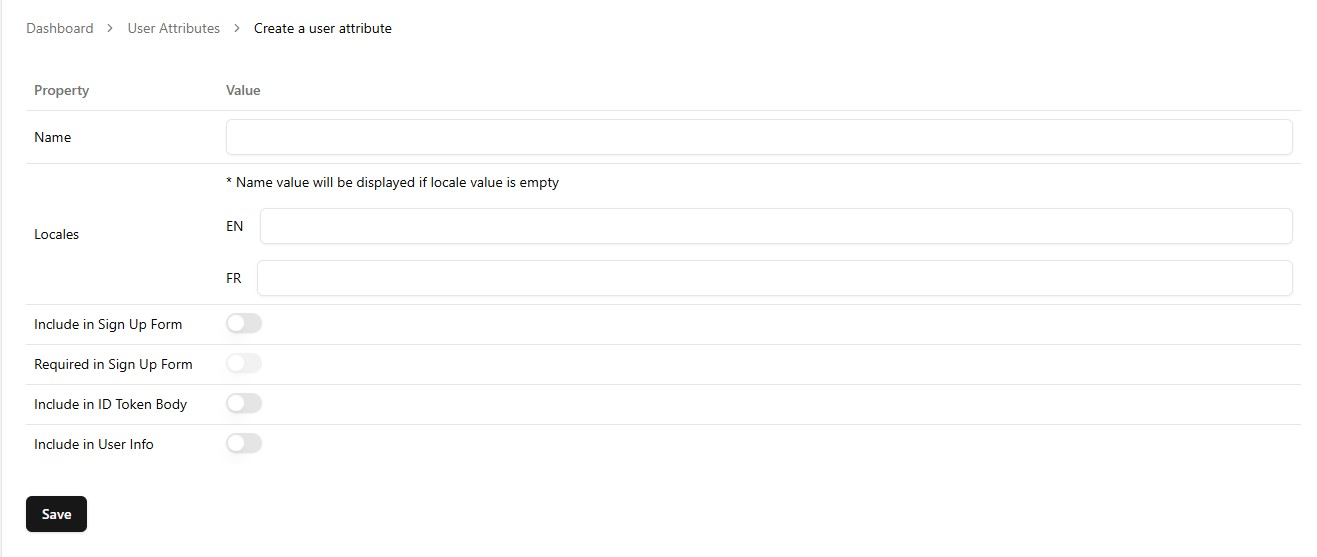 Dashboard > User Attributes > Create a user attribute
Property Value
Name
* Name value will be displayed if locale value is empty
Locales
EN
FR
Include in Sign Up Form
Required in Sign Up Form
Include in ID Token Body
Include in User Info
Save